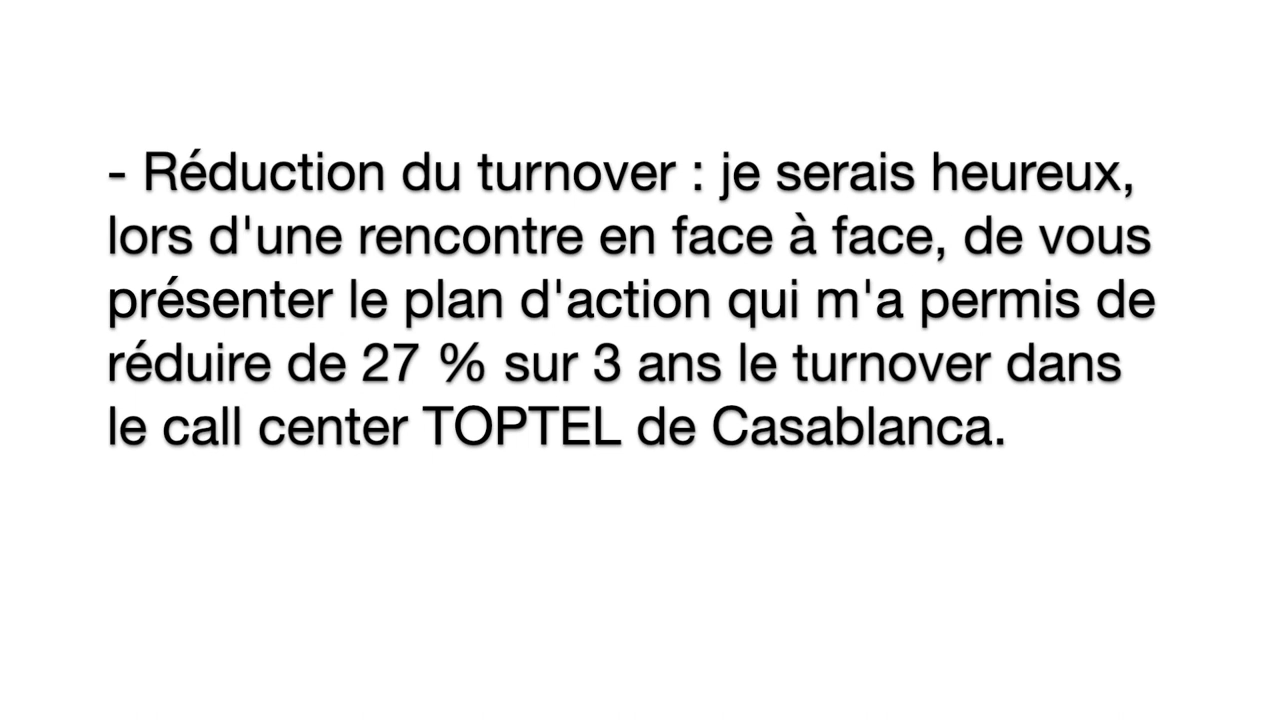 - Réduction du turnover : je serais heureux,
lors d'une rencontre en face à face, de vous
présenter le plan d'action qui m'a permis de
réduire de 27 % sur 3 ans le turnover dans
le call center TOPTEL de Casablanca.